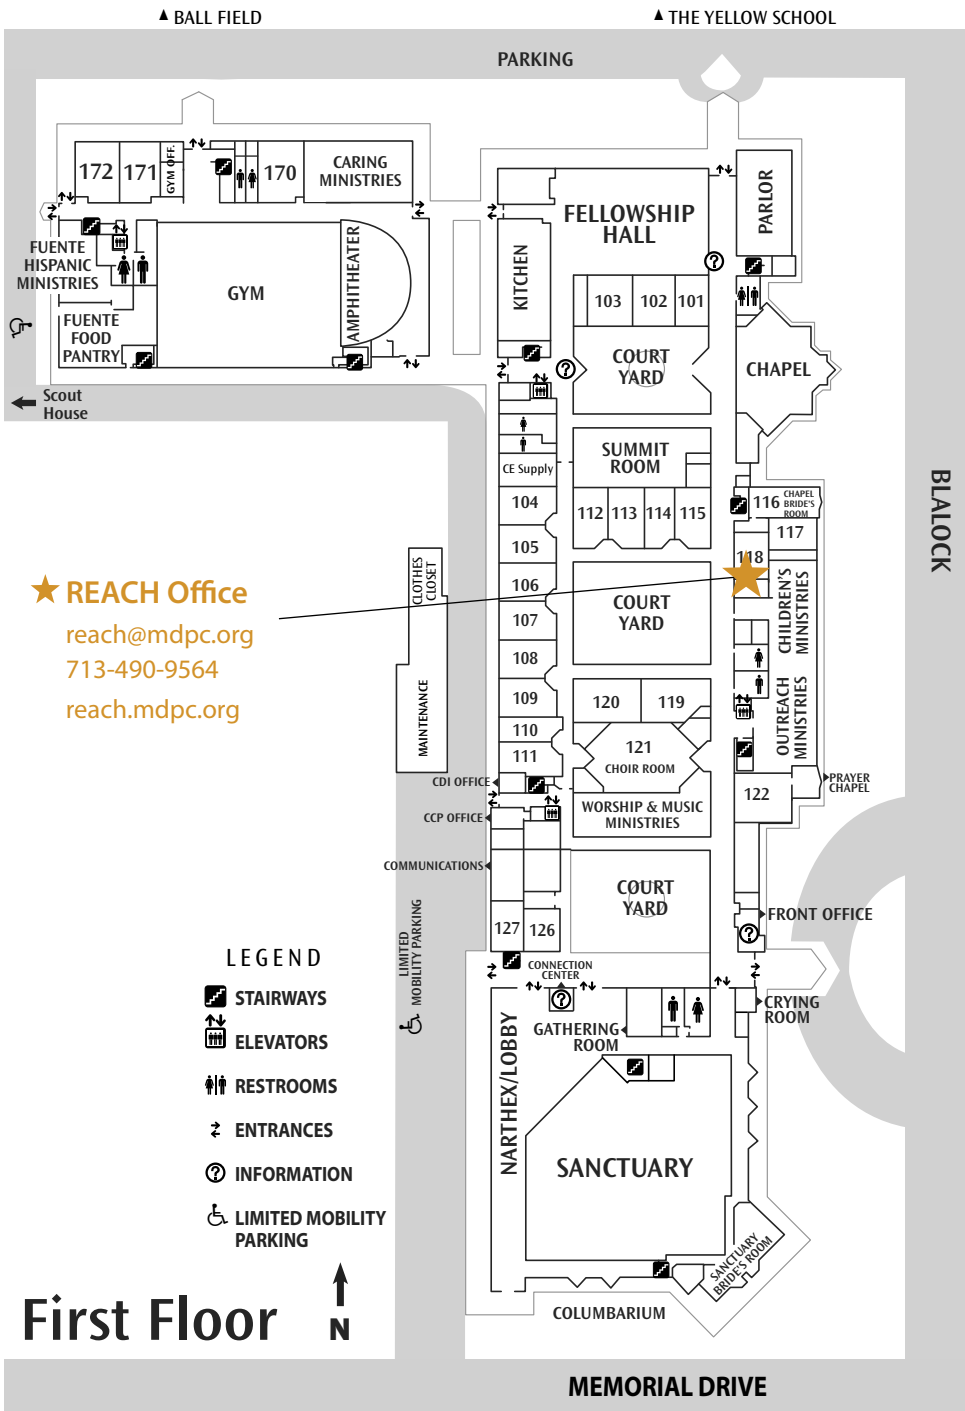 BALL FIELD
THE YELLOW SCHOOL
PARKING
172
171
GYM OFF.
170
CARING
MINISTRIES
FELLOWSHIP
HALL
PARLOR
FUENTE
HISPANIC
MINISTRIES
GYM
AMPHITHEATER
KITCHEN
103
102
101
FUENTE
FOOD
PANTRY
COURT
YARD
CHAPEL
Scout
House
SUMMIT
ROOM
CE Supply
104
112
113
114
115
116
CHAPEL
BRIDE'S
ROOM
117
118
BLALOCK
105
CLOTHES
CLOSET
REACH Office
reach@mdpc.org
713-490-9564
reach.mdpc.org
106
107
COURT
YARD
CHILDREN'S
MINISTRIES
108
109
120
119
OUTREACH
MINISTRIES
MAINTENANCE
110
111
121
CHOIR ROOM
CDI OFFICE
122
PRAYER
CHAPEL
CCP OFFICE
WORSHIP & MUSIC
MINISTRIES
COMMUNICATIONS
COURT
YARD
127
126
FRONT OFFICE
LIMITED
MOBILITY PARKING
CONNECTION
CENTER
CRYING
ROOM
GATHERING
ROOM
NARTHEX/LOBBY
SANCTUARY
SANCTUARY
BRIDE'S ROOM
COLUMBARIUM
LEGEND
STAIRWAYS
ELEVATORS
RESTROOMS
ENTRANCES
INFORMATION
LIMITED MOBILITY
PARKING
First Floor
N
MEMORIAL DRIVE